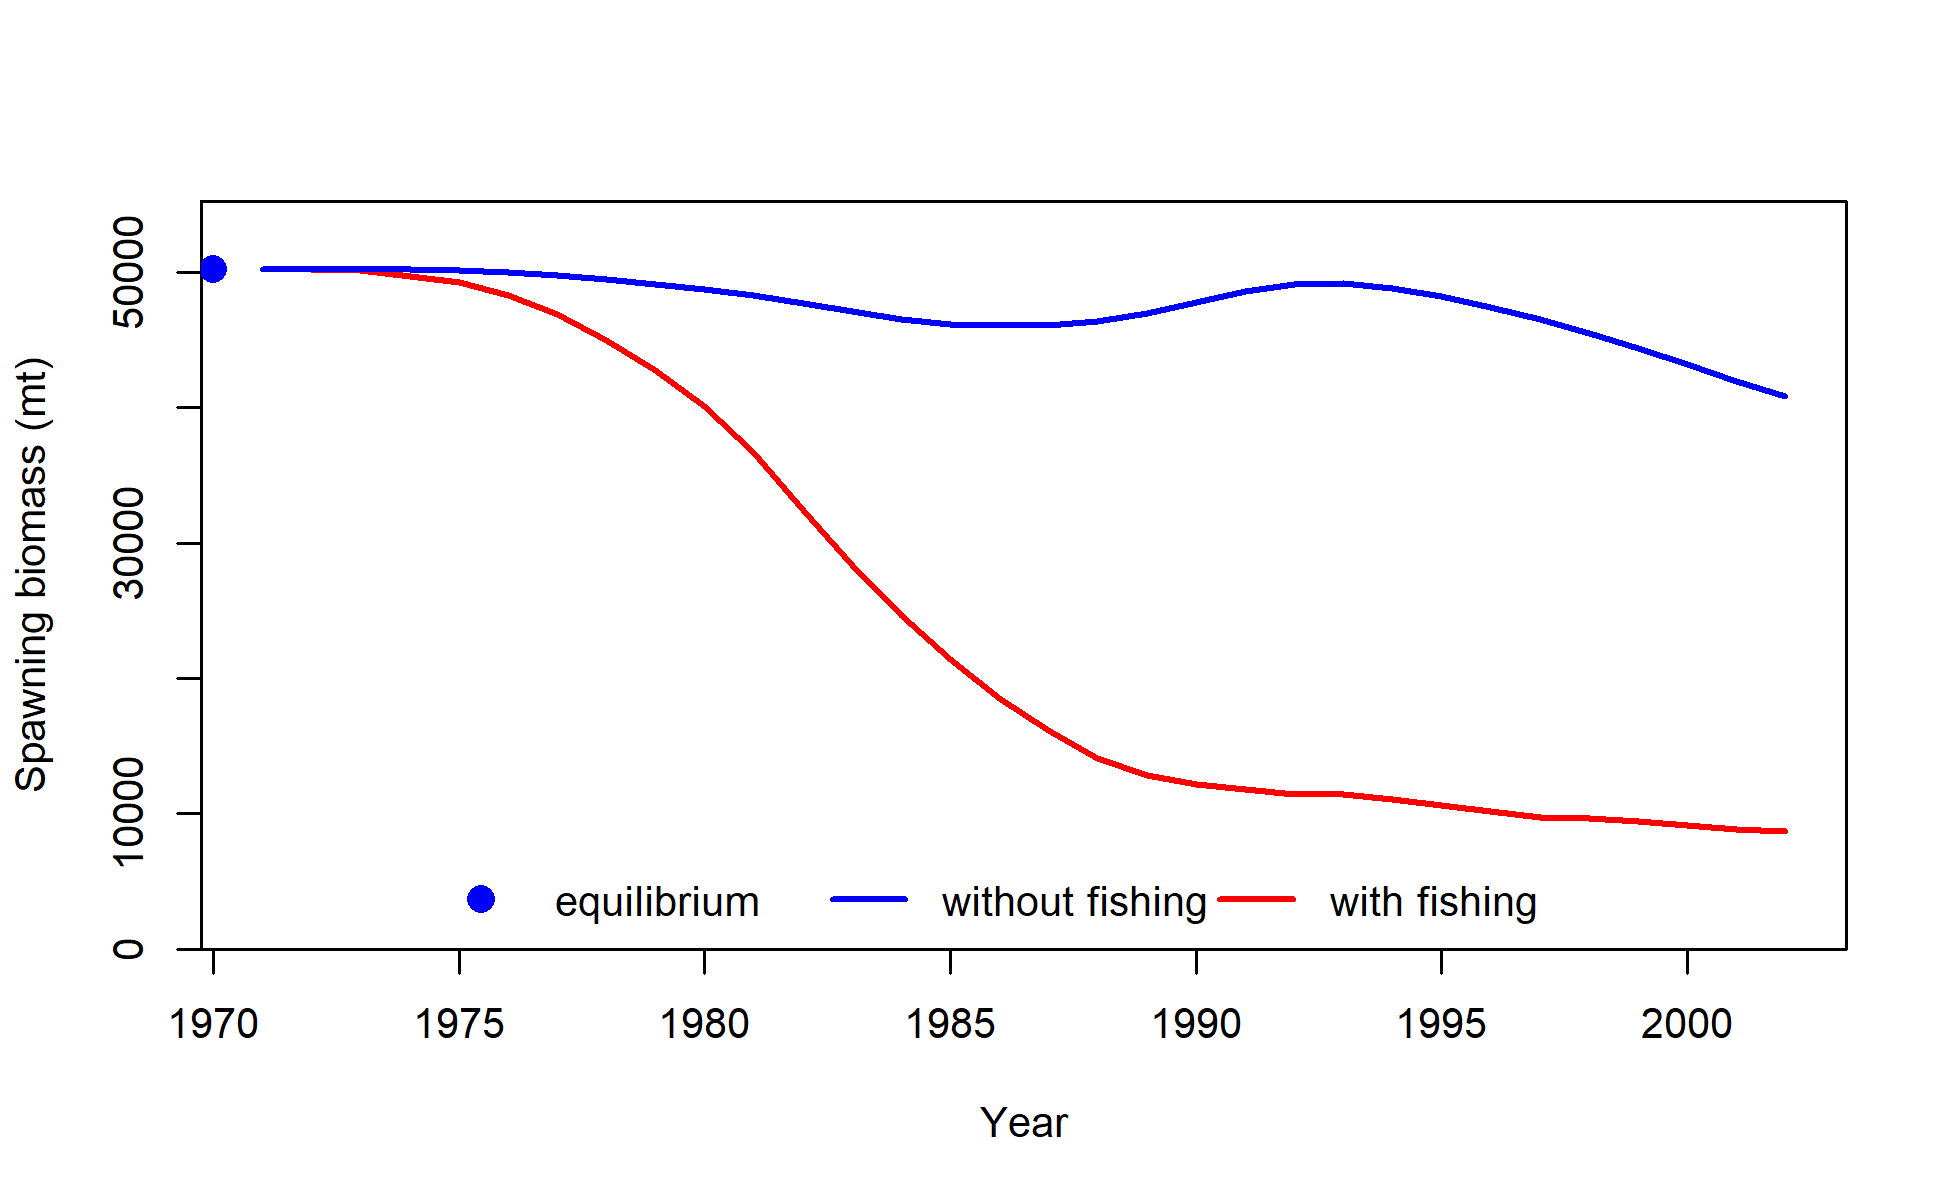 Spawning biomass (mt)
50000
30000
10000
0
equilibrium without fishing with fishing
1970 1975 1980 1985 1990 1995 2000
Year